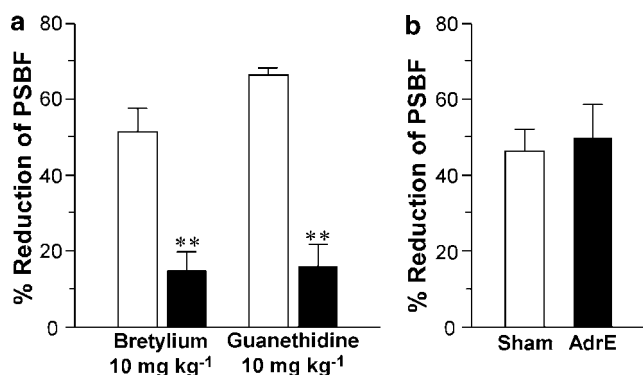 a
% Reduction of PSBF
80
60
40
20
0
**
**
Bretylium
10 mg kg-1
Guanethidine
10 mg kg-1
b
% Reduction of PSBF
80
60
40
20
0
Sham
AdrE